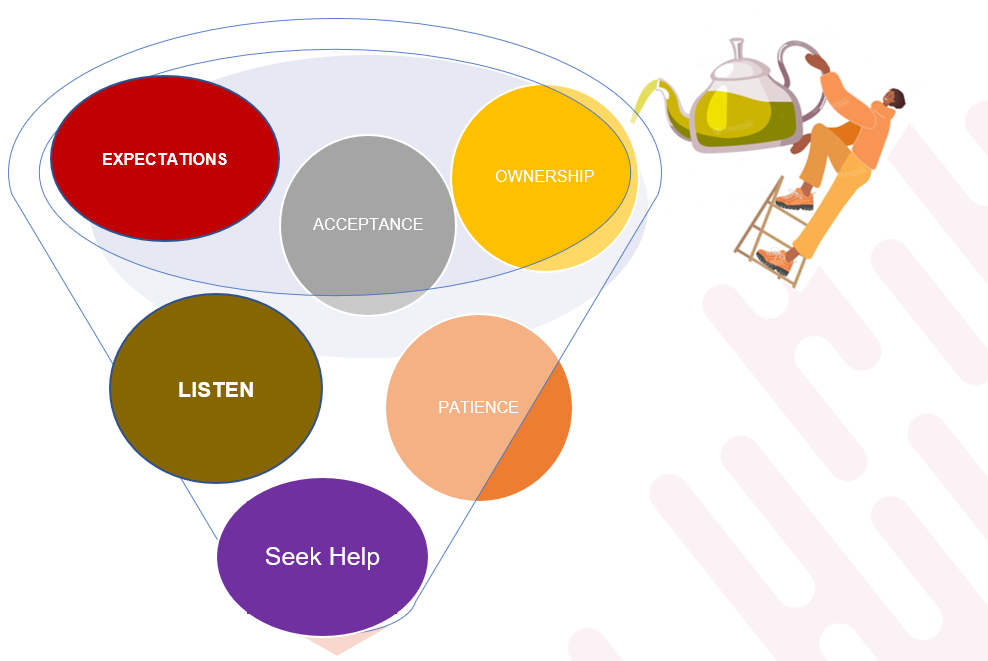 EXPECTATIONS
ACCEPTANCE
OWNERSHIP
LISTEN
PATIENCE
Seek Help